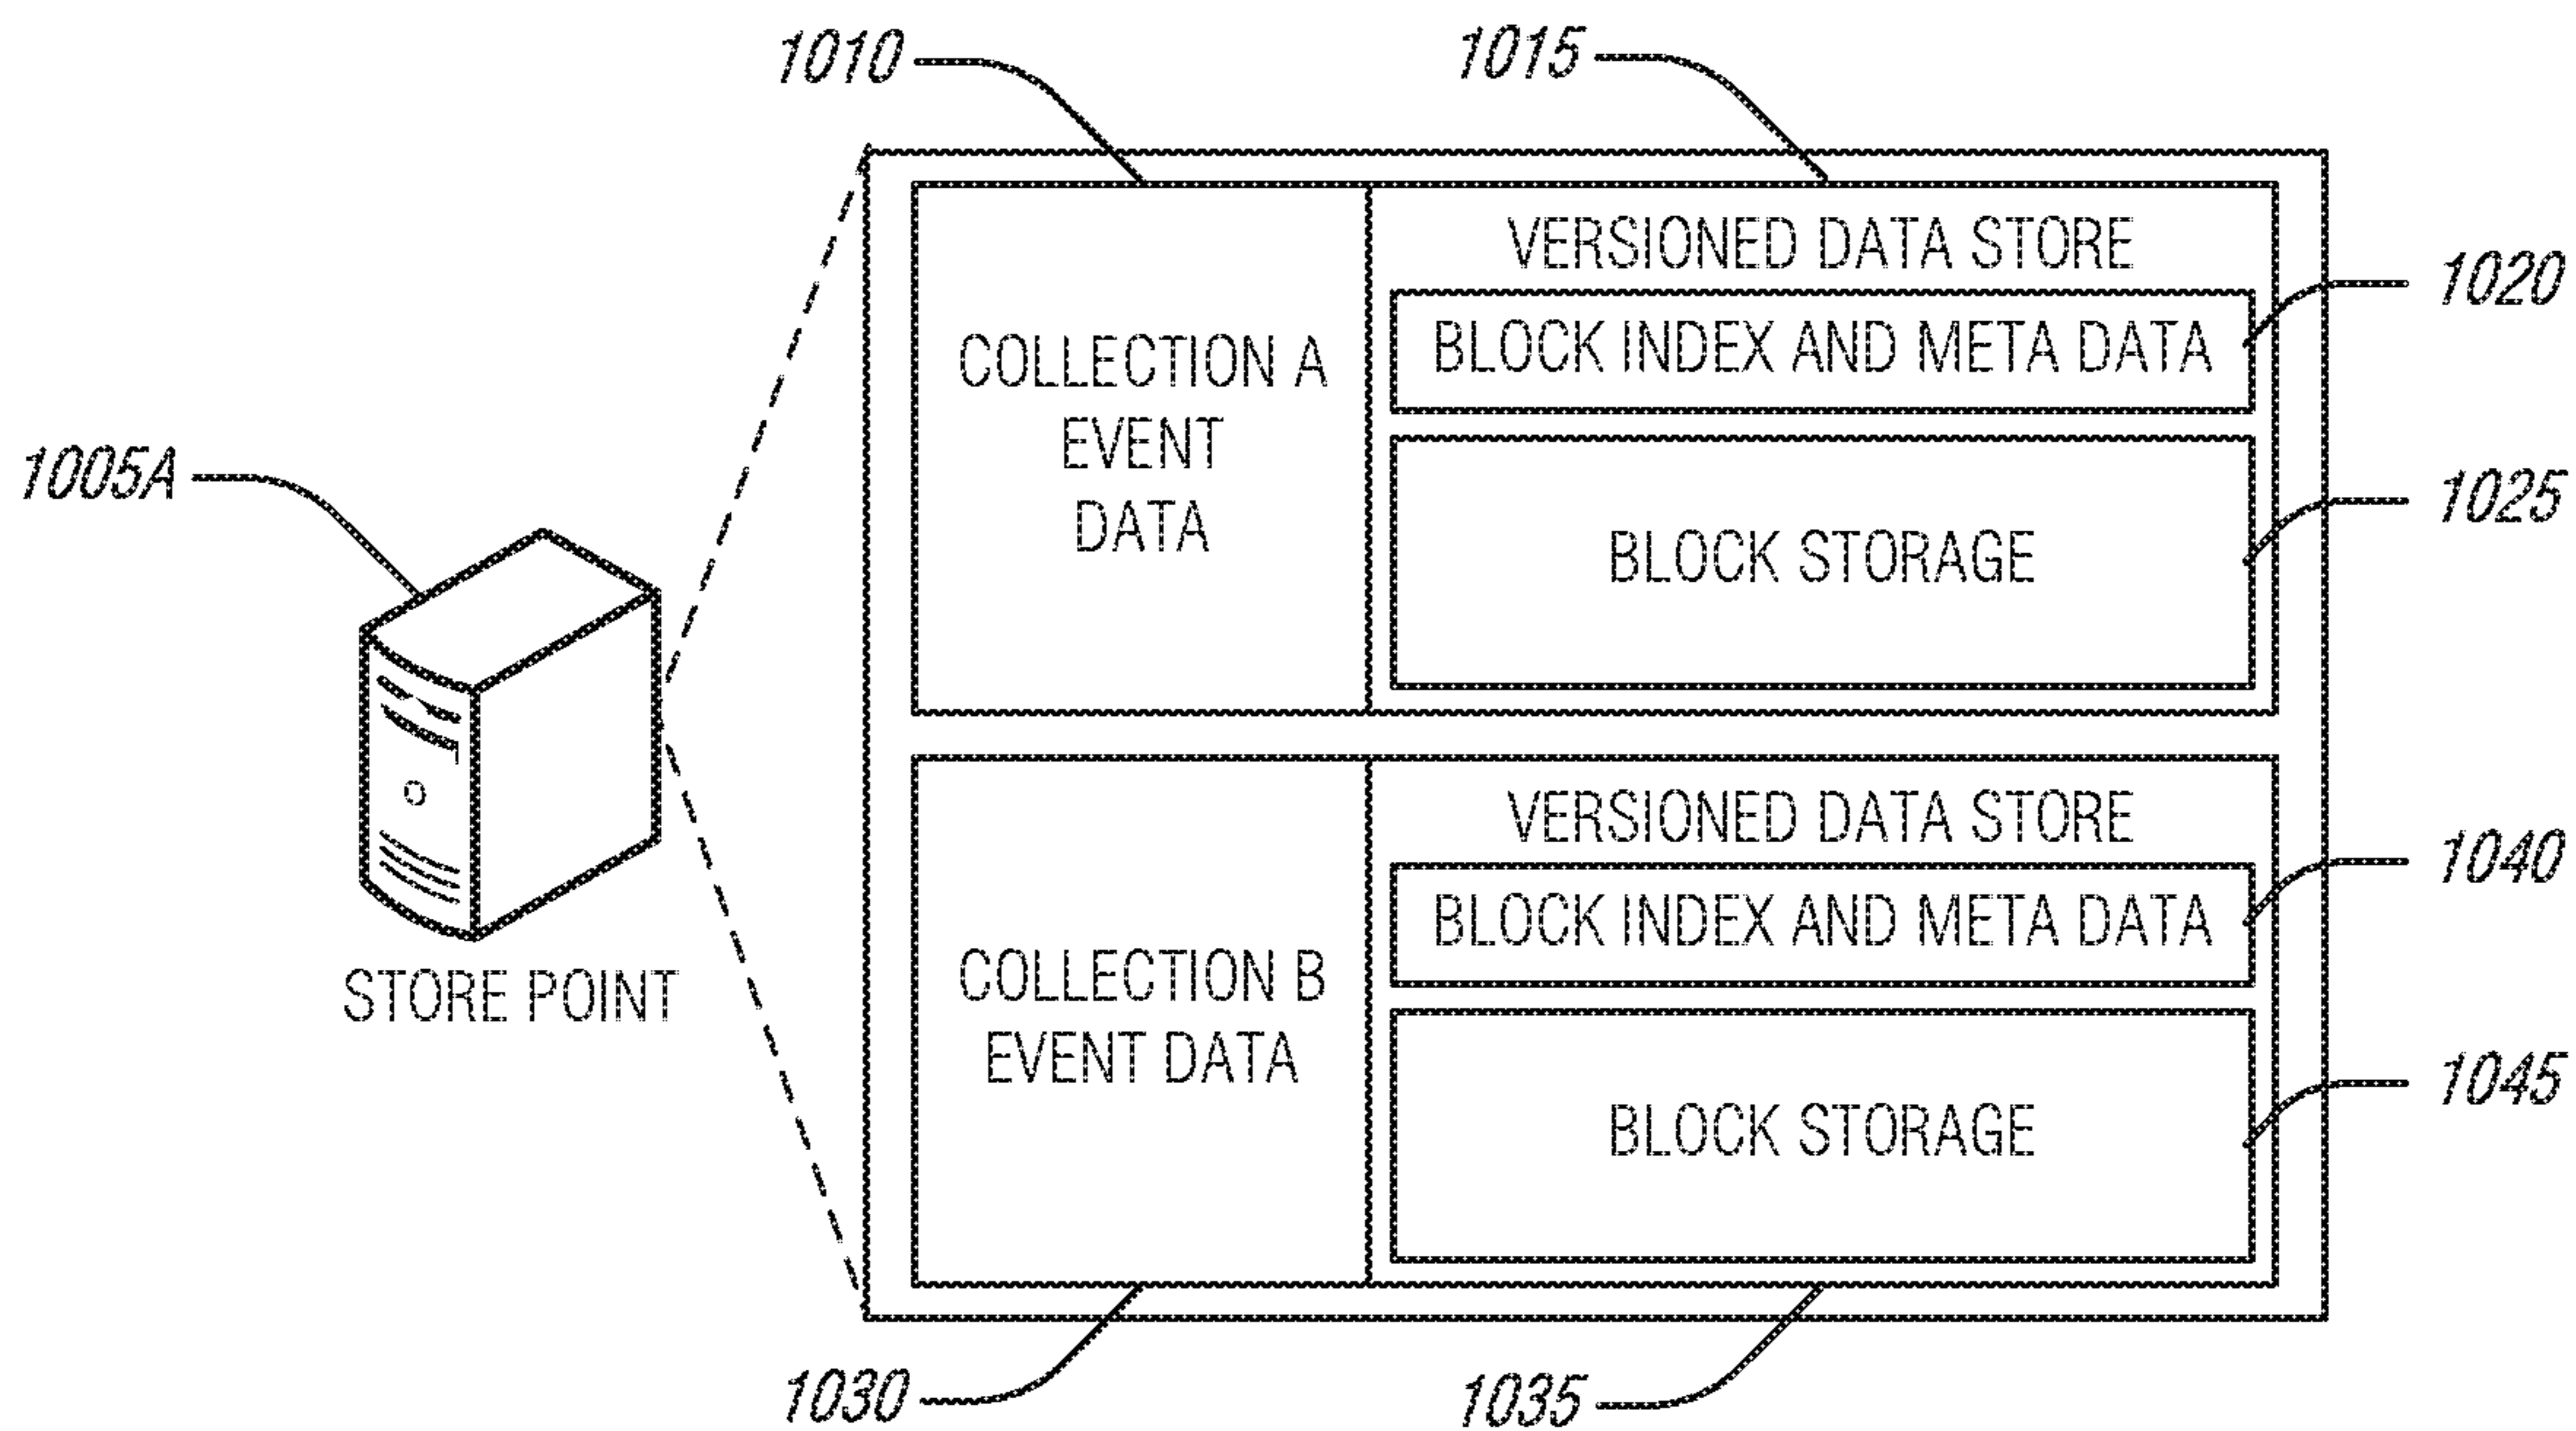 1010
1015
VERSIONED DATA STORE
1020
BLOCK INDEX AND META DATA
COLLECTION A
EVENT
DATA
1005A
1025
BLOCK STORAGE
STORE POINT
VERSIONED DATA STORE
1040
BLOCK INDEX AND META DATA
COLLECTION B
EVENT DATA
1045
BLOCK STORAGE
1030
1035